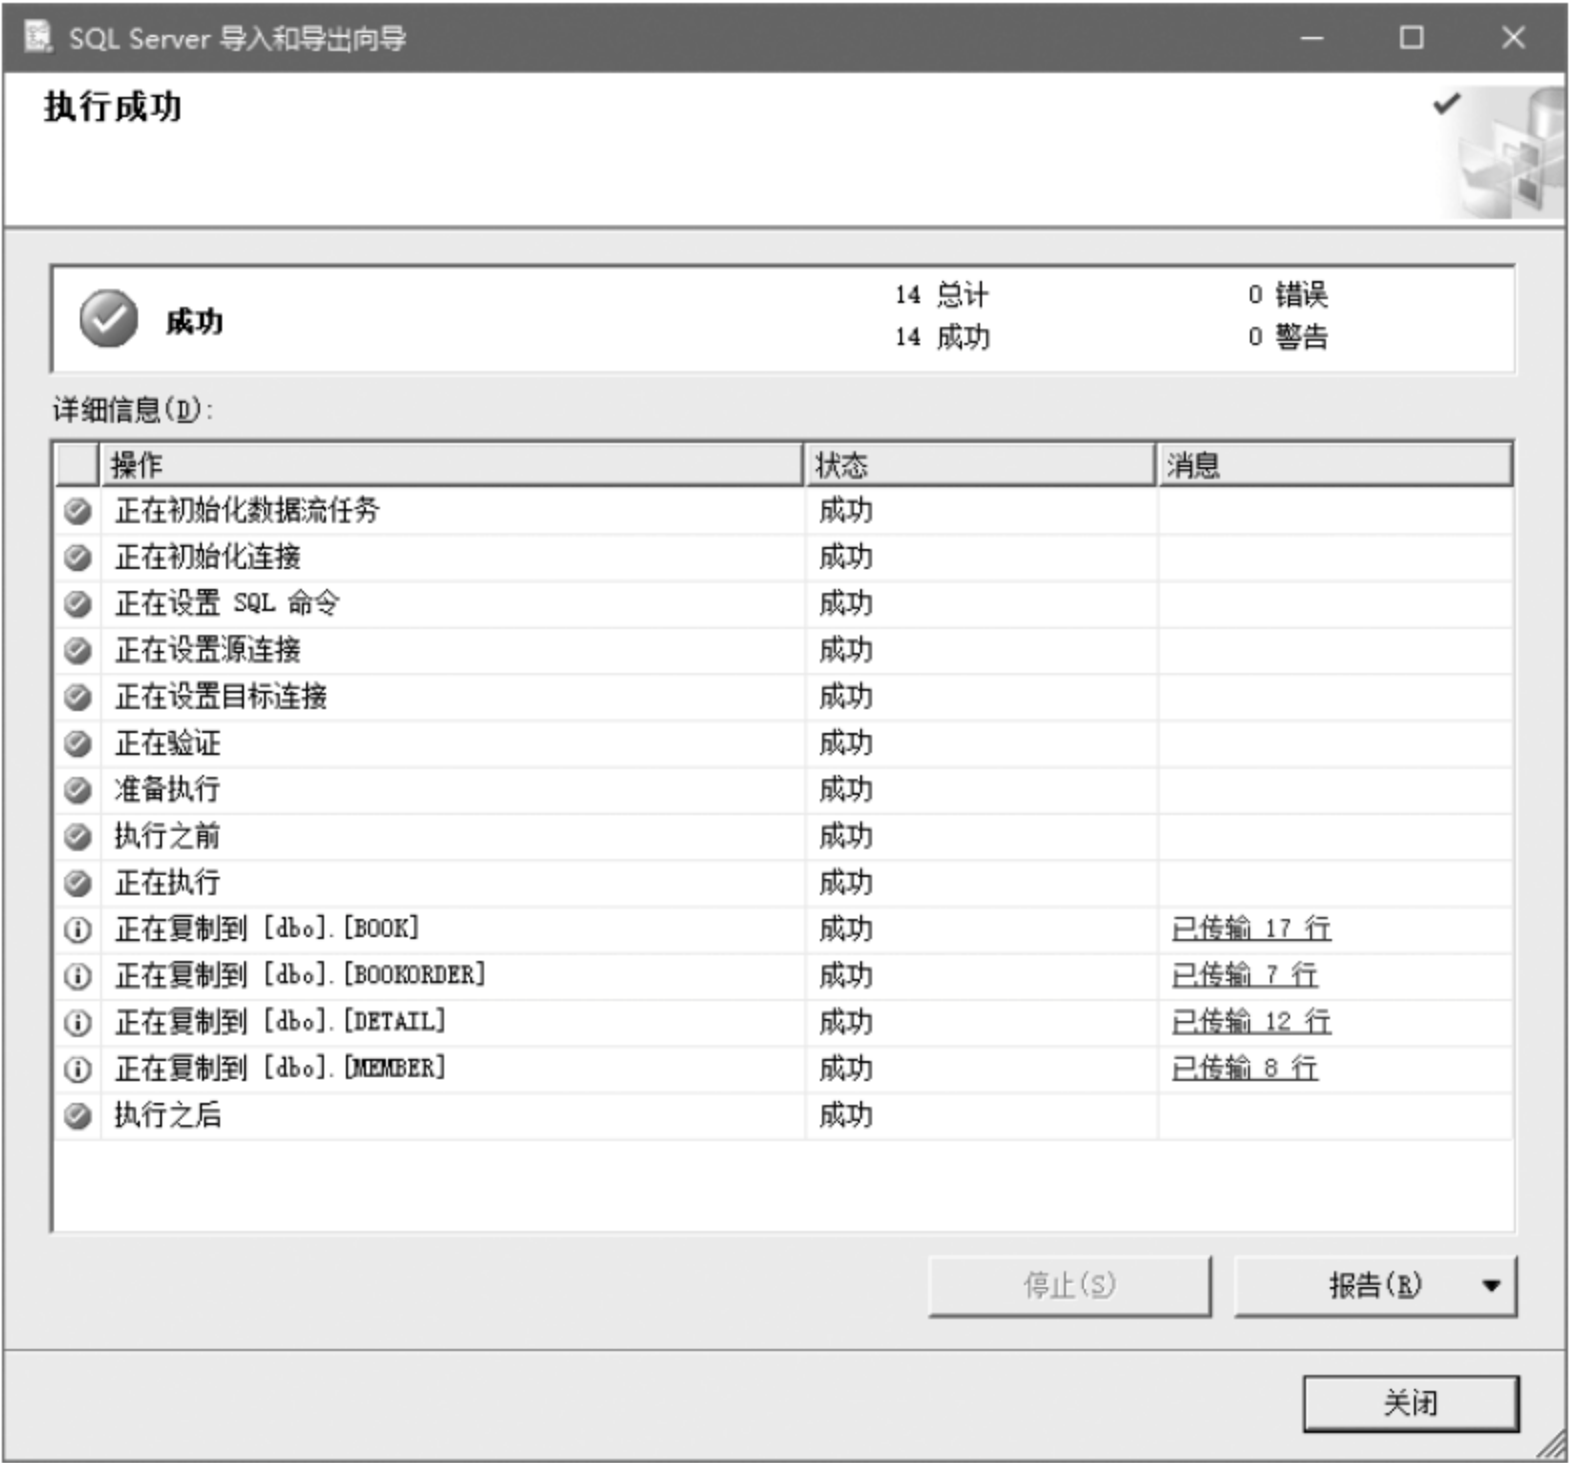 SQL Server 导入和导出向导
执行成功
成功
14 总计
0 错误
14 成功
0 警告
详细信息(D):
操作 状态 消息
正在初始化数据流任务 成功
正在初始化连接 成功
正在设置 SQL 命令 成功
正在设置源连接 成功
正在设置目标连接 成功
正在验证 成功
准备执行 成功
执行之前 成功
正在执行 成功
正在复制到 [dbo].[BOOK] 成功 已传输 17 行
正在复制到 [dbo].[BOOKORDER] 成功 已传输 7 行
正在复制到 [dbo].[DETAIL] 成功 已传输 12 行
正在复制到 [dbo].[MEMBER] 成功 已传输 8 行
执行之后 成功
停止(S) 报告(R)
关闭